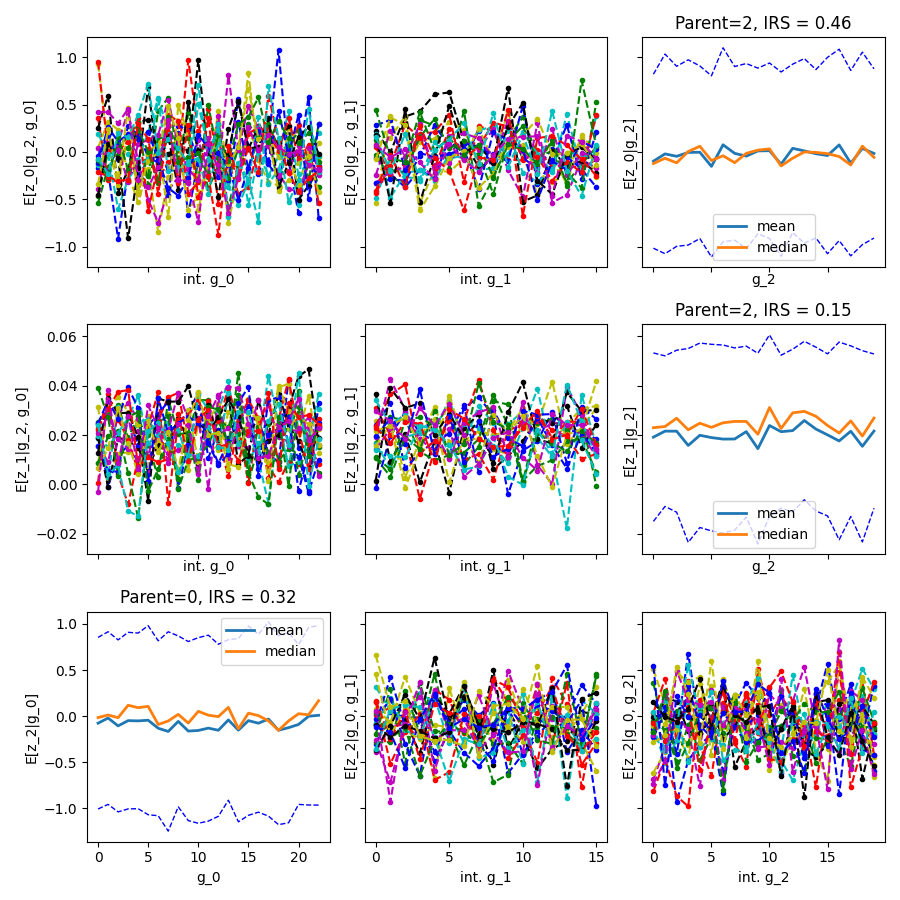 Parent=2, IRS = 0.46
1.0
0.5
0.0
−0.5
−1.0
E[z_0|g_2, g_0]
int. g_0
E[z_0|g_2, g_1]
int. g_1
E[z_0|g_2]
mean
median
g_2
Parent=2, IRS = 0.15
0.06
0.04
0.02
0.00
−0.02
E[z_1|g_2, g_0]
int. g_0
E[z_1|g_2, g_1]
int. g_1
E[z_1|g_2]
mean
median
g_2
Parent=0, IRS = 0.32
1.0
0.5
0.0
−0.5
−1.0
E[z_2|g_0]
mean
median
0 5 10 15 20
g_0
E[z_2|g_0, g_1]
0 5 10 15
int. g_1
E[z_2|g_0, g_2]
0 5 10 15
int. g_2